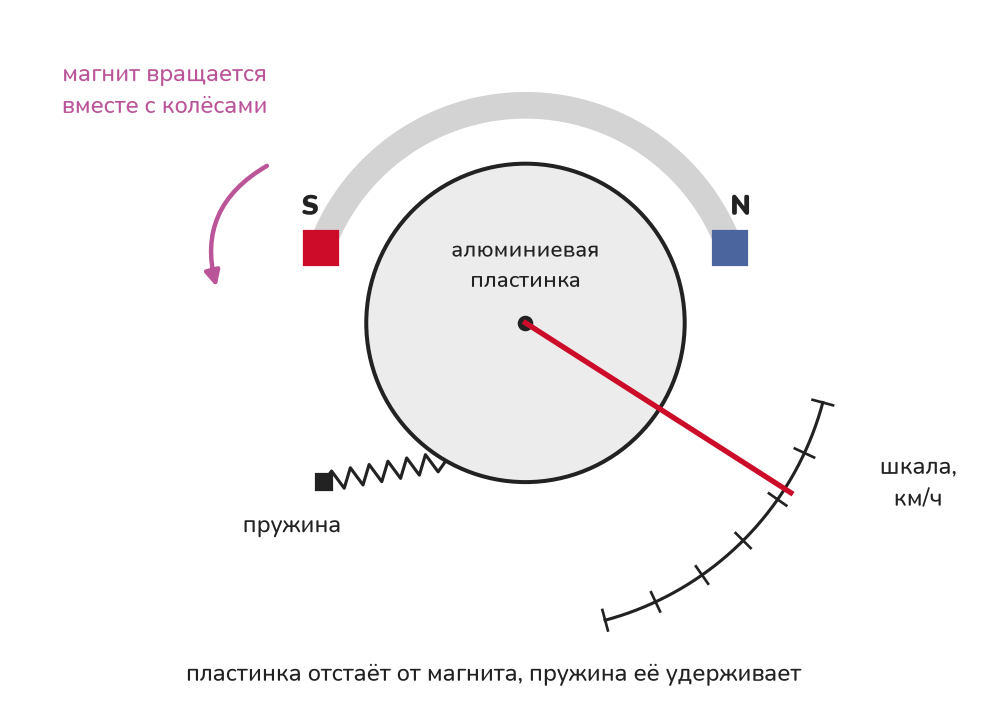 магнит вращается
вместе с колёсами
S
N
алюминиевая
пластинка
шкала,
км/ч
пружина
пластинка отстаёт от магнита, пружина её удерживает